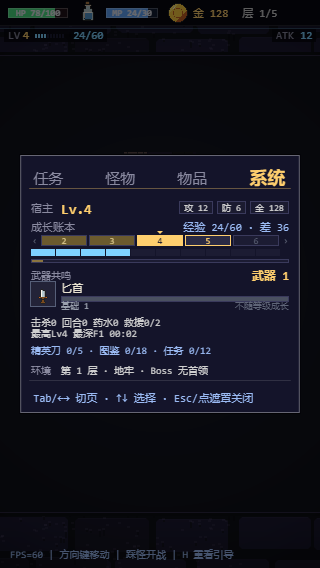 HP 78/100 MP 24/30 金 128 层 1/5
LV 4 24/60 ATK 12
任务 怪物 物品 系统
宿主 Lv.4 攻 12 防 6 金 128
成长账本 经验 24/60 · 差 36
‹ 2 3 4 5 6 ›
武器共鸣 武器 1
匕首
基础 1 不随等级成长
击杀0 回合0 药水0 救援0/2
最高Lv4 最深F1 00:02
精英刀 0/5 · 图鉴 0/18 · 任务 0/12
环境 第 1 层 · 地牢 · Boss 无首领
Tab/↔ 切页 · ↑↓ 选择 · Esc/点遮罩关闭
FPS=60 | 方向键移动 | 踩怪开战 | H 重看引导